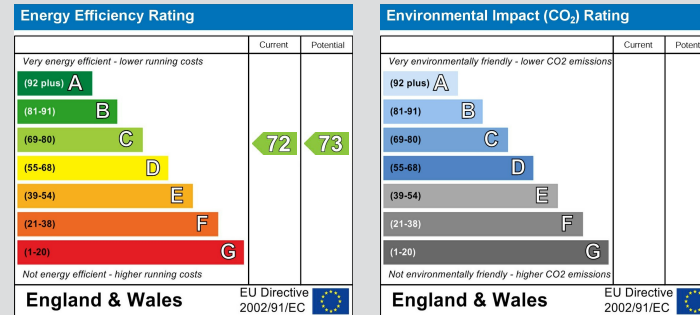 Energy Efficiency Rating
Current Potential
Very energy efficient - lower running costs
(92 plus) A
(81-91) B
(69-80) C
72 73
(55-68) D
(39-54) E
(21-38) F
(1-20) G
Not energy efficient - higher running costs
England & Wales
EU Directive
2002/91/EC
Environmental Impact (CO₂) Rating
Current Potent
Very environmentally friendly - lower CO2 emissions
(92 plus) A
(81-91) B
(69-80) C
(55-68) D
(39-54) E
(21-38) F
(1-20) G
Not environmentally friendly - higher CO2 emissions
England & Wales
EU Directive
2002/91/EC